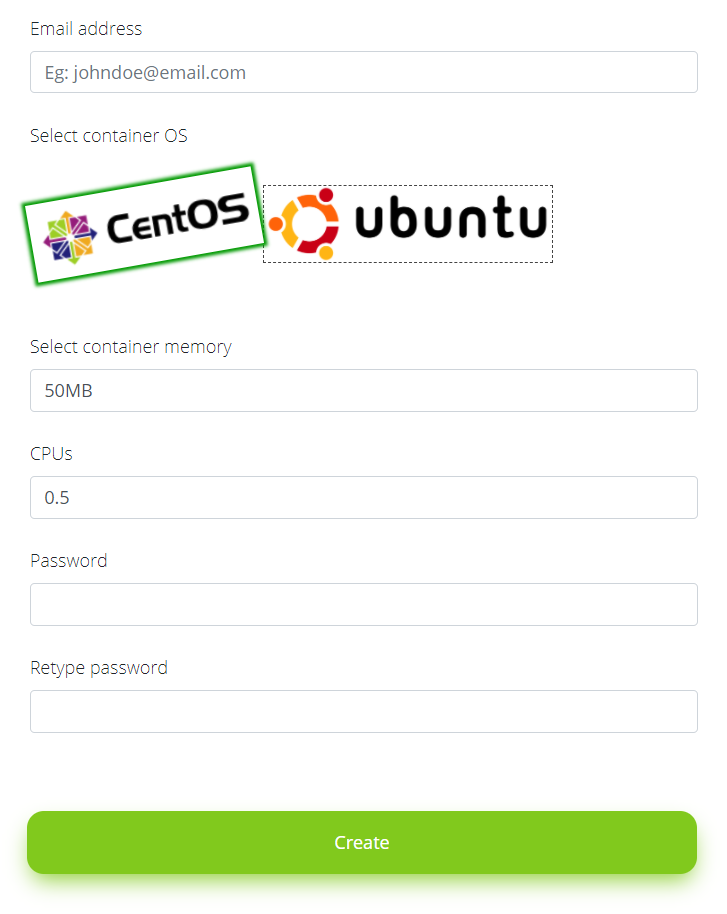 Email address
Eg: johndoe@email.com
Select container OS
CentOS ubuntu
Select container memory
50MB
CPUs
0.5
Password
Retype password
Create